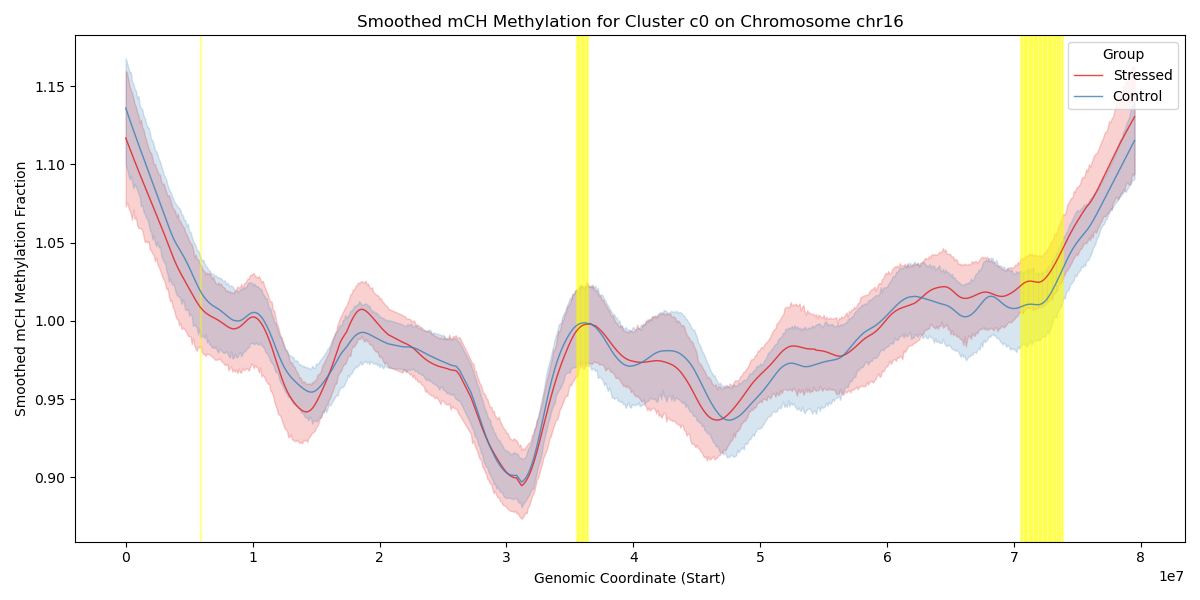 Smoothed mCH Methylation for Cluster c0 on Chromosome chr16
Group
Stressed
Control
Smoothed mCH Methylation Fraction
1.15
1.10
1.05
1.00
0.95
0.90
0 1 2 3 4 5 6 7 8
1e7
Genomic Coordinate (Start)